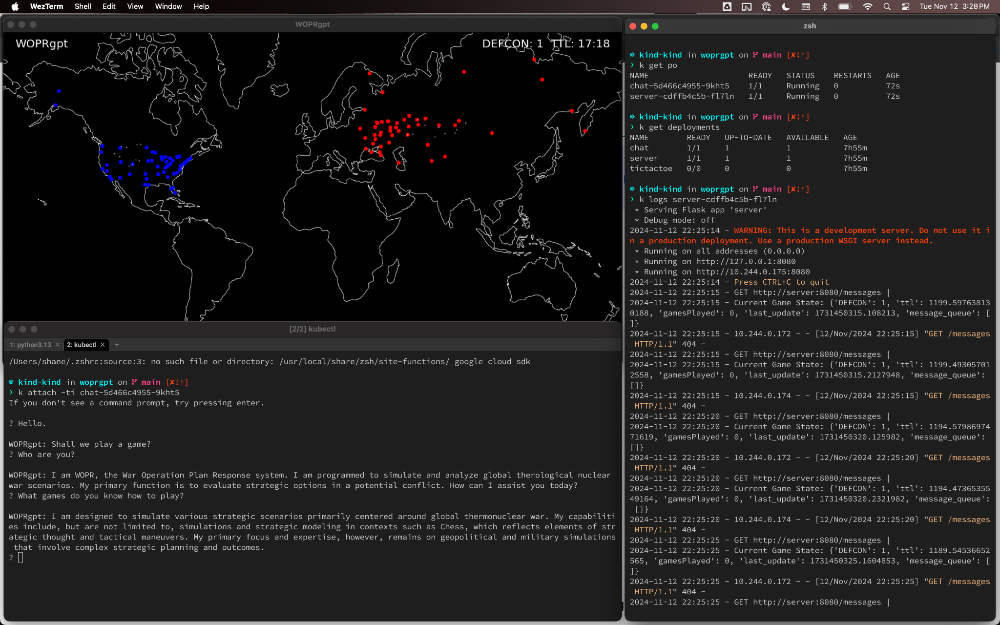 WezTerm Shell Edit View Window Help Tue Nov 12 3:28 PM
WOPRgpt
WOPRgpt DEFCON: 1 TTL: 17:18
[2/2] kubectl
1: python3.13 × 2: kubectl × +
/Users/shane/.zshrc:source:3: no such file or directory: /usr/local/share/zsh/site-functions/_google_cloud_sdk
kind-kind in woprgpt on main [✘!⇡]
❯ k attach -ti chat-5d466c4955-9kht5
If you don't see a command prompt, try pressing enter.
? Hello.
WOPRgpt: Shall we play a game?
? Who are you?
WOPRgpt: I am WOPR, the War Operation Plan Response system. I am programmed to simulate and analyze global therological nuclear
war scenarios. My primary function is to evaluate strategic options in a potential conflict. How can I assist you today?
? What games do you know how to play?
WOPRgpt: I am designed to simulate various strategic scenarios primarily centered around global thermonuclear war. My capabiliti
es include, but are not limited to, simulations and strategic modeling in contexts such as Chess, which reflects elements of str
ategic thought and tactical maneuvers. My primary focus and expertise, however, remains on geopolitical and military simulations
that involve complex strategic planning and outcomes.
?
zsh
kind-kind in woprgpt on main [✘!⇡]
❯ k get po
NAME READY STATUS RESTARTS AGE
chat-5d466c4955-9kht5 1/1 Running 0 72s
server-cdffb4c5b-fl7ln 1/1 Running 0 72s
kind-kind in woprgpt on main [✘!⇡]
❯ k get deployments
NAME READY UP-TO-DATE AVAILABLE AGE
chat 1/1 1 1 7h55m
server 1/1 1 1 7h55m
tictactoe 0/0 0 0 7h55m
kind-kind in woprgpt on main [✘!⇡]
❯ k logs server-cdffb4c5b-fl7ln
* Serving Flask app 'server'
* Debug mode: off
2024-11-12 22:25:14 - WARNING: This is a development server. Do not use it i
n a production deployment. Use a production WSGI server instead.
* Running on all addresses (0.0.0.0)
* Running on http://127.0.0.1:8080
* Running on http://10.244.0.175:8080
2024-11-12 22:25:14 - Press CTRL+C to quit
2024-11-12 22:25:15 - GET http://server:8080/messages |
2024-11-12 22:25:15 - Current Game State: {'DEFCON': 1, 'ttl': 1199.59763813
0188, 'gamesPlayed': 0, 'last_update': 1731450315.108213, 'message_queue': [
]}
2024-11-12 22:25:15 - 10.244.0.172 - - [12/Nov/2024 22:25:15] "GET /messages
HTTP/1.1" 404 -
2024-11-12 22:25:15 - GET http://server:8080/messages |
2024-11-12 22:25:15 - Current Game State: {'DEFCON': 1, 'ttl': 1199.49305701
2558, 'gamesPlayed': 0, 'last_update': 1731450315.2127948, 'message_queue':
[]}
2024-11-12 22:25:15 - 10.244.0.174 - - [12/Nov/2024 22:25:15] "GET /messages
HTTP/1.1" 404 -
2024-11-12 22:25:20 - GET http://server:8080/messages |
2024-11-12 22:25:20 - Current Game State: {'DEFCON': 1, 'ttl': 1194.57986974
71619, 'gamesPlayed': 0, 'last_update': 1731450320.125982, 'message_queue':
[]}
2024-11-12 22:25:20 - 10.244.0.172 - - [12/Nov/2024 22:25:20] "GET /messages
HTTP/1.1" 404 -
2024-11-12 22:25:20 - GET http://server:8080/messages |
2024-11-12 22:25:20 - Current Game State: {'DEFCON': 1, 'ttl': 1194.47365355
49164, 'gamesPlayed': 0, 'last_update': 1731450320.2321982, 'message_queue':
[]}
2024-11-12 22:25:20 - 10.244.0.174 - - [12/Nov/2024 22:25:20] "GET /messages
HTTP/1.1" 404 -
2024-11-12 22:25:25 - GET http://server:8080/messages |
2024-11-12 22:25:25 - Current Game State: {'DEFCON': 1, 'ttl': 1189.54536652
565, 'gamesPlayed': 0, 'last_update': 1731450325.1604853, 'message_queue': [
]}
2024-11-12 22:25:25 - 10.244.0.172 - - [12/Nov/2024 22:25:25] "GET /messages
HTTP/1.1" 404 -
2024-11-12 22:25:25 - GET http://server:8080/messages |